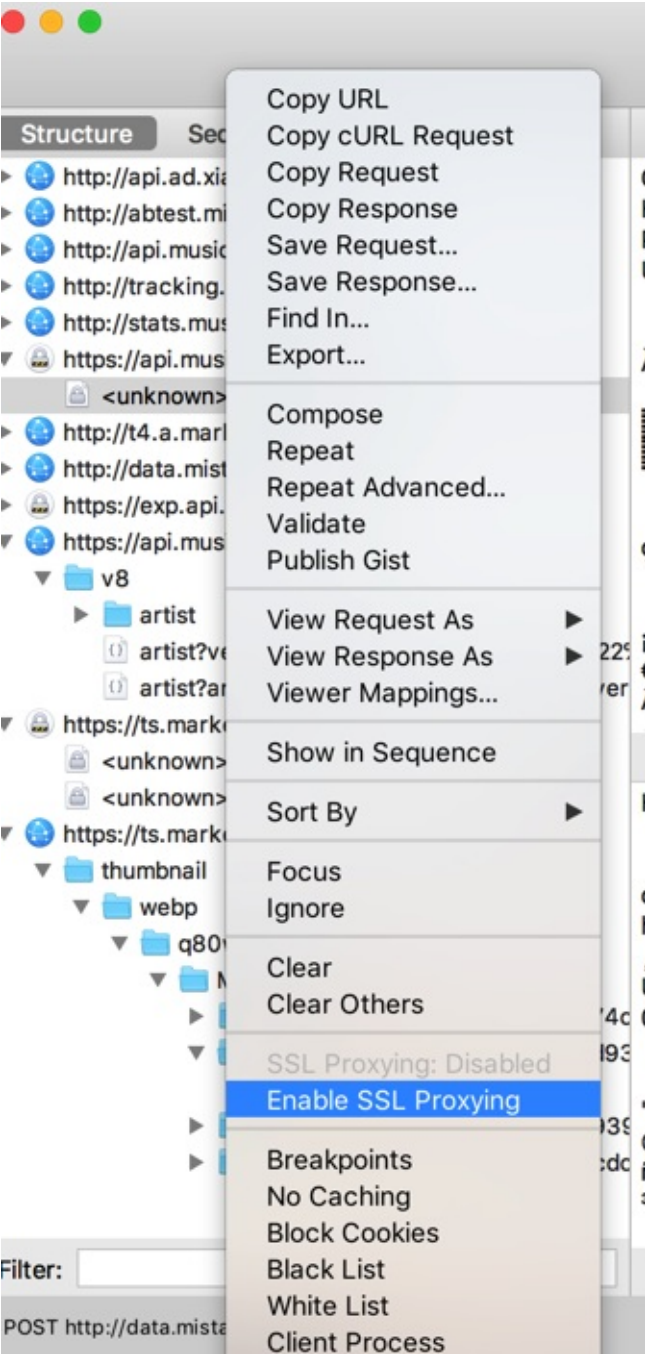 Structure
Copy URL
Copy cURL Request
Copy Request
Copy Response
Save Request...
Save Response...
Find In...
Export...
Compose
Repeat
Repeat Advanced...
Validate
Publish Gist
View Request As
View Response As
Viewer Mappings...
Show in Sequence
Sort By
Focus
Ignore
Clear
Clear Others
SSL Proxying: Disabled
Enable SSL Proxying
Breakpoints
No Caching
Block Cookies
Black List
White List
Client Process
http://api.ad.xia
http://abtest.mi
http://api.music
http://tracking.
http://stats.mus
https://api.mus
<unknown>
http://t4.a.mar
http://data.mist
https://exp.api.
https://api.mus
v8
artist
artist?ve
artist?ar
https://ts.marke
<unknown>
<unknown>
https://ts.marke
thumbnail
webp
q80
Filter:
POST http://data.mista